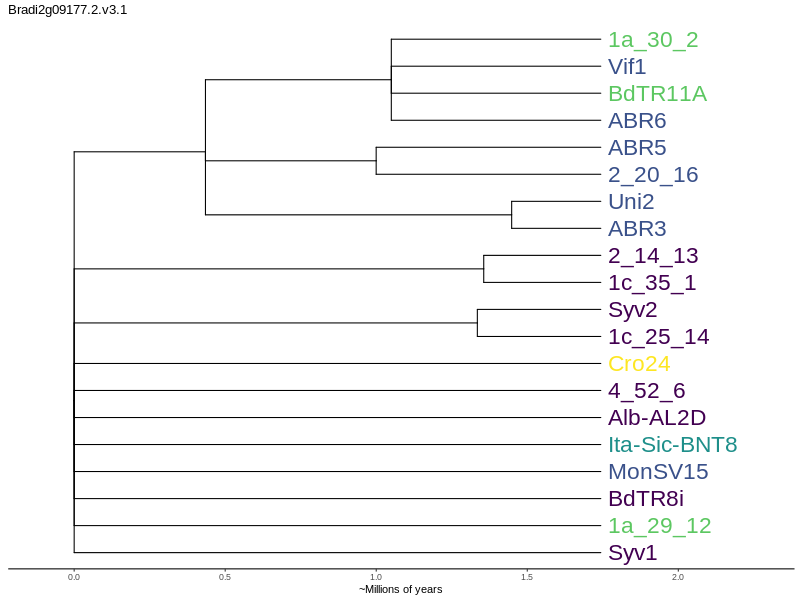 Bradi2g09177.2.v3.1
1a_30_2
Vif1
BdTR11A
ABR6
ABR5
2_20_16
Uni2
ABR3
2_14_13
1c_35_1
Syv2
1c_25_14
Cro24
4_52_6
Alb-AL2D
Ita-Sic-BNT8
MonSV15
BdTR8i
1a_29_12
Syv1
0.0 0.5 1.0 1.5 2.0
~Millions of years